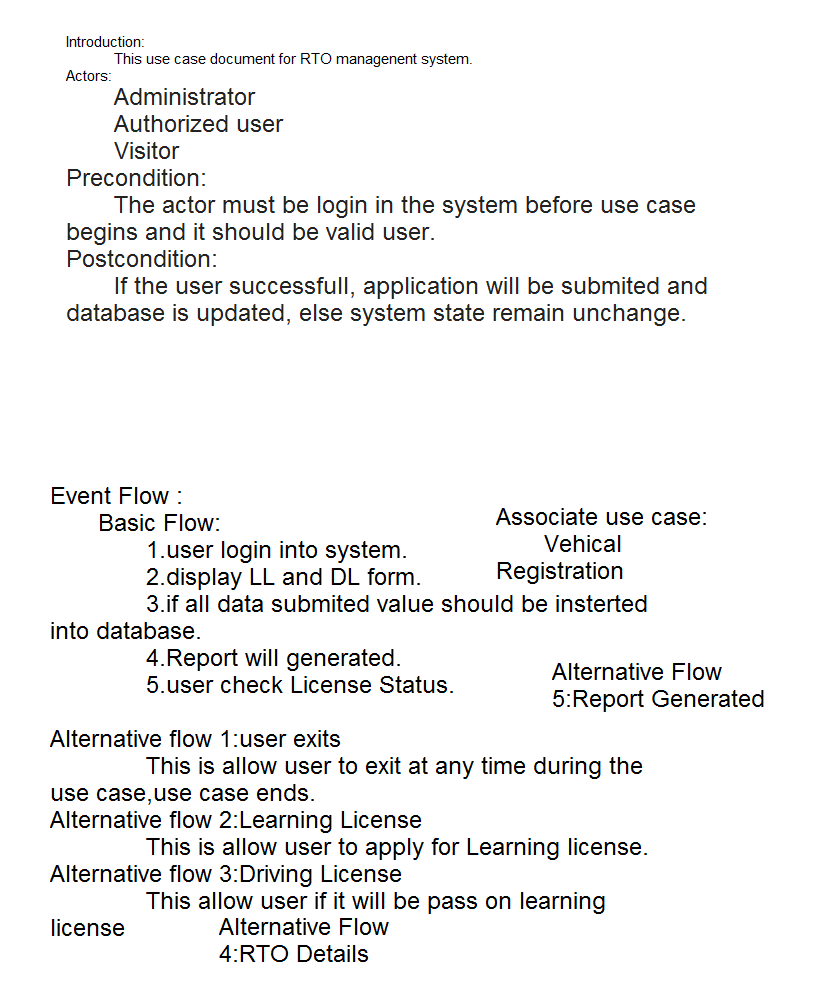 Introduction:
This use case document for RTO managenent system.
Actors:
Administrator
Authorized user
Visitor
Precondition:
The actor must be login in the system before use case
begins and it should be valid user.
Postcondition:
If the user successfull, application will be submited and
database is updated, else system state remain unchange.
Event Flow :
Basic Flow:
1.user login into system.
2.display LL and DL form.
3.if all data submited value should be insterted
into database.
4.Report will generated.
5.user check License Status.
Associate use case:
Vehical
Registration
Alternative Flow
5:Report Generated
Alternative flow 1:user exits
This is allow user to exit at any time during the
use case,use case ends.
Alternative flow 2:Learning License
This is allow user to apply for Learning license.
Alternative flow 3:Driving License
This allow user if it will be pass on learning
license
Alternative Flow
4:RTO Details